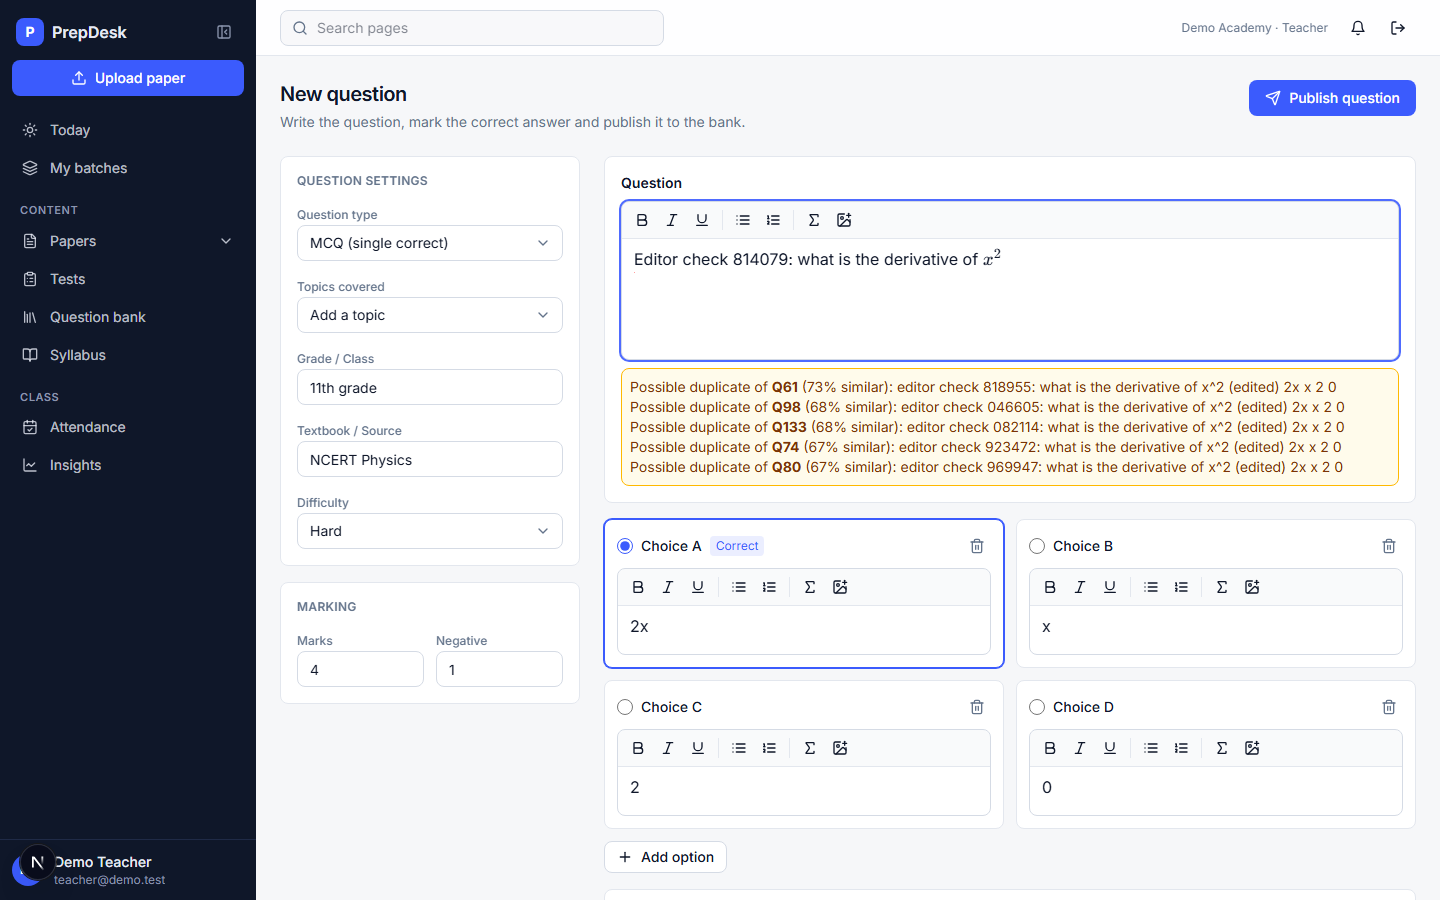 P PrepDesk
Upload paper
Today
My batches
CONTENT
Papers
Tests
Question bank
Syllabus
CLASS
Attendance
Insights
N
Demo Teacher
teacher@demo.test
Search pages
Demo Academy · Teacher
New question
Write the question, mark the correct answer and publish it to the bank.
Publish question
QUESTION SETTINGS
Question type
MCQ (single correct)
Topics covered
Add a topic
Grade / Class
11th grade
Textbook / Source
NCERT Physics
Difficulty
Hard
MARKING
Marks
Negative
4
1
Question
B I U Σ
Editor check 814079: what is the derivative of x²
Possible duplicate of Q61 (73% similar): editor check 818955: what is the derivative of x^2 (edited) 2x x 2 0
Possible duplicate of Q98 (68% similar): editor check 046605: what is the derivative of x^2 (edited) 2x x 2 0
Possible duplicate of Q133 (68% similar): editor check 082114: what is the derivative of x^2 (edited) 2x x 2 0
Possible duplicate of Q74 (67% similar): editor check 923472: what is the derivative of x^2 (edited) 2x x 2 0
Possible duplicate of Q80 (67% similar): editor check 969947: what is the derivative of x^2 (edited) 2x x 2 0
Choice A Correct
B I U Σ
2x
Choice B
B I U Σ
x
Choice C
B I U Σ
2
Choice D
B I U Σ
0
Add option